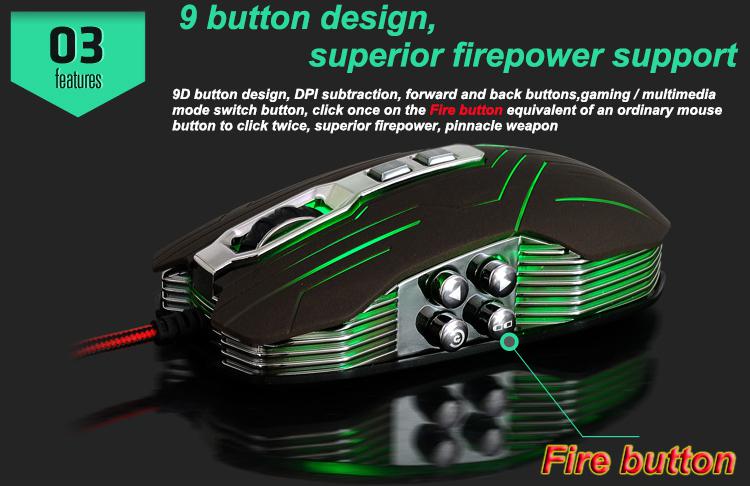 03
features
9 button design,
superior firepower support
9D button design, DPI subtraction, forward and back buttons,gaming / multimedia
mode switch button, click once on the Fire button equivalent of an ordinary mouse
button to click twice, superior firepower, pinnacle weapon
Fire button